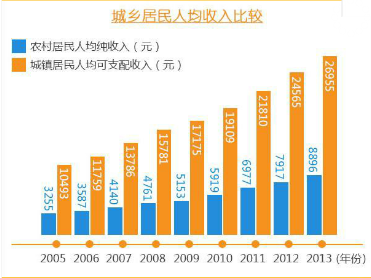 城乡居民人均收入比较
农村居民人均纯收入（元）
城镇居民人均可支配收入（元）
3255 10493 3587 11759 4140 13786 4761 15781 5153 17175 5919 19109 6977 21810 7917 24565 8896 26955
2005 2006 2007 2008 2009 2010 2011 2012 2013 (年份)